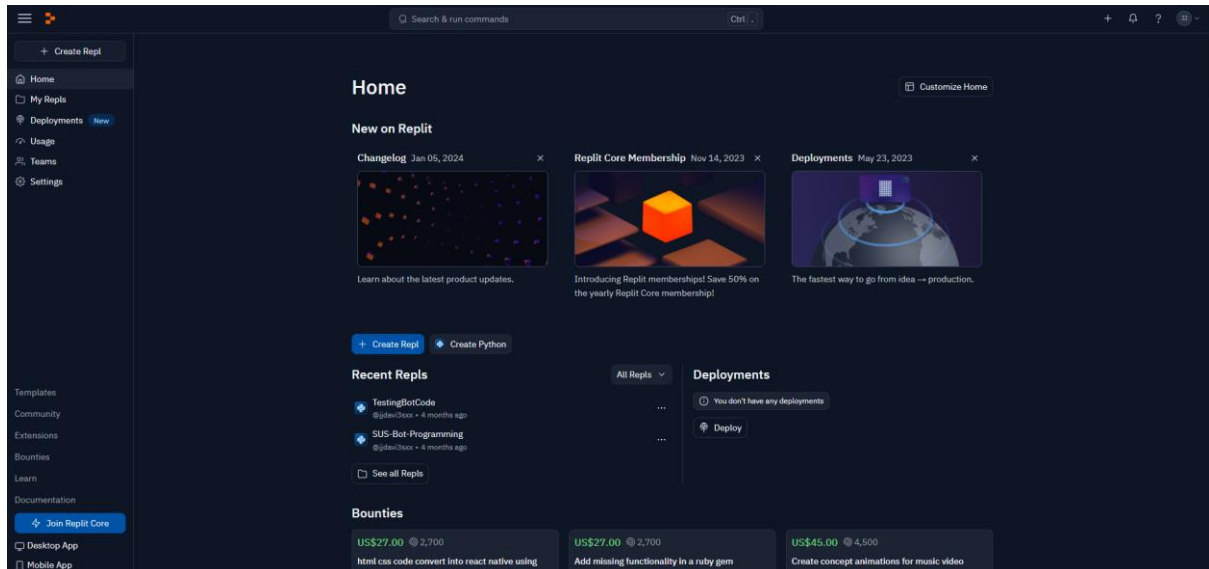 Search & run commands
Ctrl .
+ Create Repl
Home
My Repls
Deployments New
Usage
Teams
Settings
Templates
Community
Extensions
Bounties
Learn
Documentation
Join Replit Core
Desktop App
Mobile App
Home
Customize Home
New on Replit
Changelog Jan 05, 2024
Learn about the latest product updates.
Replit Core Membership Nov 14, 2023
Introducing Replit memberships! Save 50% on
the yearly Replit Core membership!
Deployments May 23, 2023
The fastest way to go from idea → production.
+ Create Repl
Create Python
Recent Repls
All Repls
TestingBotCode
• 4 months ago
SUS-Bot-Programming
• 4 months ago
See all Repls
Deployments
You don't have any deployments
Deploy
Bounties
US$27.00 2,700
html css code convert into react native using
US$27.00 2,700
Add missing functionality in a ruby gem
US$45.00 4,500
Create concept animations for music video